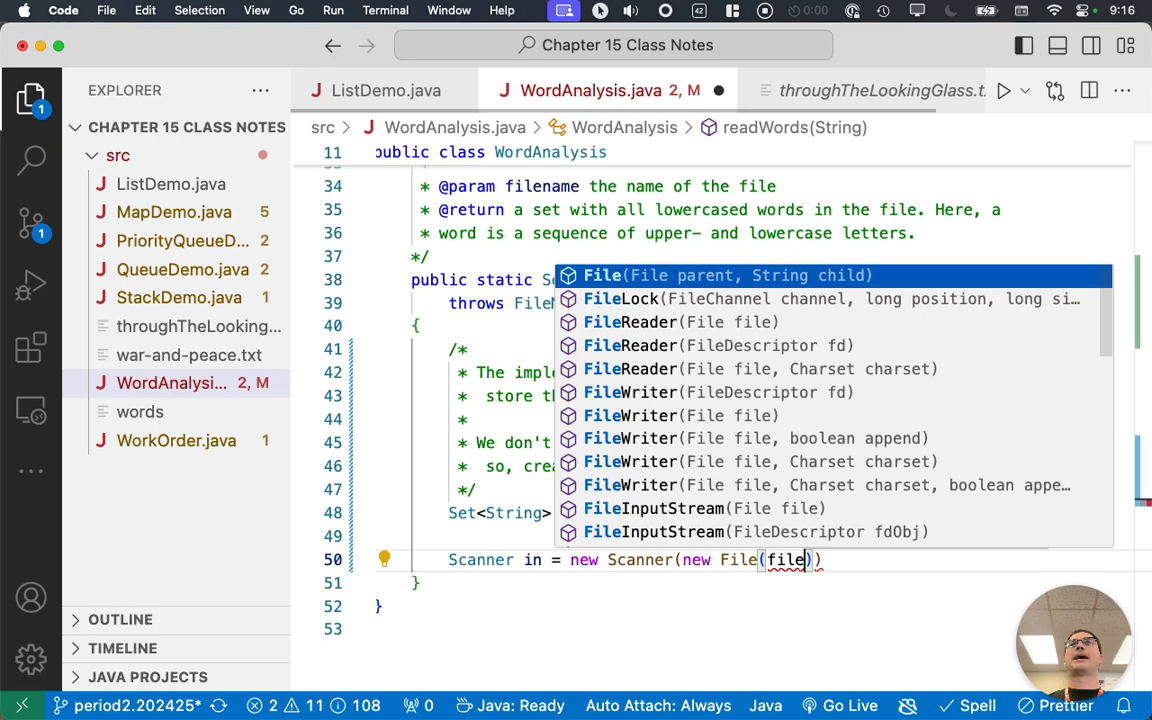 Code File Edit Selection View Go Run Terminal Window Help 42 0:00 9:16
Chapter 15 Class Notes
EXPLORER
ListDemo.java
WordAnalysis.java 2, M
throughTheLookingGlass.t
CHAPTER 15 CLASS NOTES
src > WordAnalysis.java > WordAnalysis > readWords(String)
src
ListDemo.java
MapDemo.java 5
PriorityQueueD... 2
QueueDemo.java 2
StackDemo.java 1
throughTheLooking...
war-and-peace.txt
WordAnalysi... 2, M
words
WorkOrder.java 1
OUTLINE
TIMELINE
JAVA PROJECTS
1
1
11 public class WordAnalysis
34 * @param filename the name of the file
35 * @return a set with all lowercased words in the file. Here, a
36 * word is a sequence of upper- and lowercase letters.
37 */
38 public static
39 throws
40 {
41 /*
42 * The
43 *
44 *
45 * We don't
46 * so,
47 */
48 Set<String>
49
50 Scanner in = new Scanner(new File(file))
51 }
52 }
53
File(File parent, String child)
FileLock(FileChannel channel, long position, long si...
FileReader(File file)
FileReader(FileDescriptor fd)
FileReader(File file, Charset charset)
FileWriter(FileDescriptor fd)
FileWriter(File file)
FileWriter(File file, boolean append)
FileWriter(File file, Charset charset)
FileWriter(File file, Charset charset, boolean appe...
FileInputStream(File file)
FileInputStream(FileDescriptor fdObj)
period2.202425* 2 11 108 0 Java: Ready Auto Attach: Always Java Go Live Spell Prettier